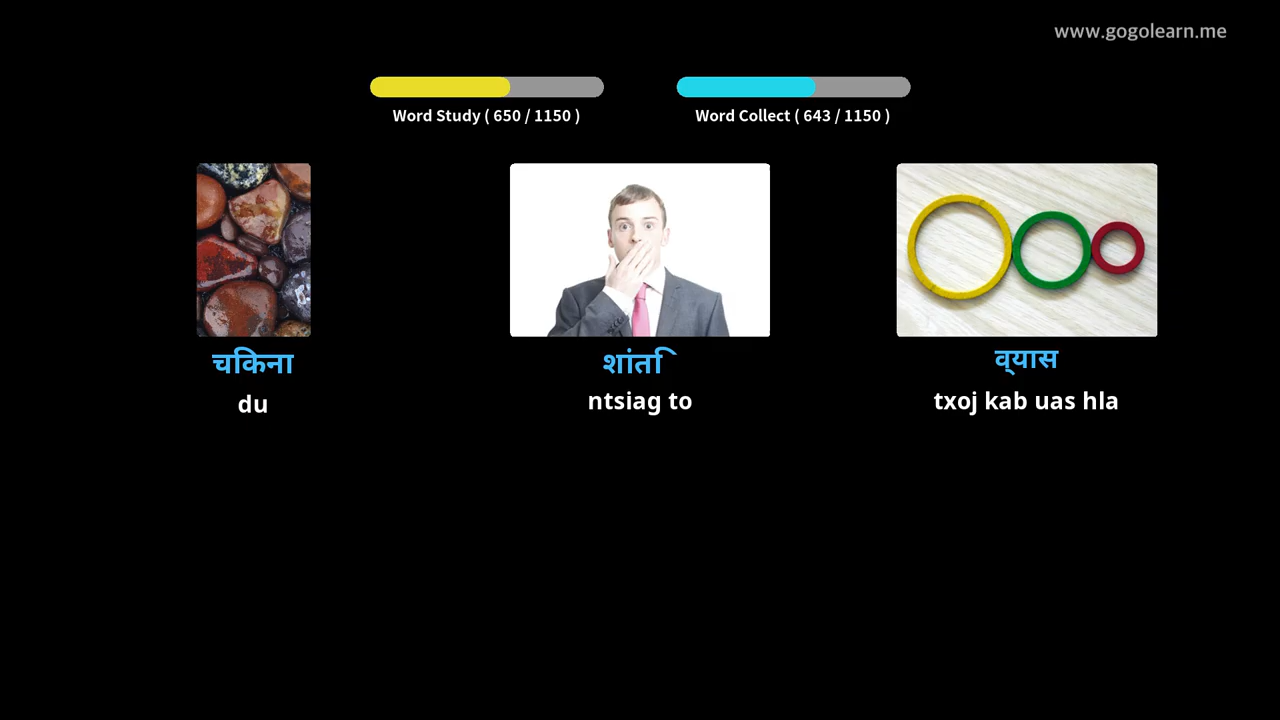 www.gogolearn.me
Word Study ( 650 / 1150 )
Word Collect ( 643 / 1150 )
चिकना
du
शांति
ntsiag to
व्यास
txoj kab uas hla